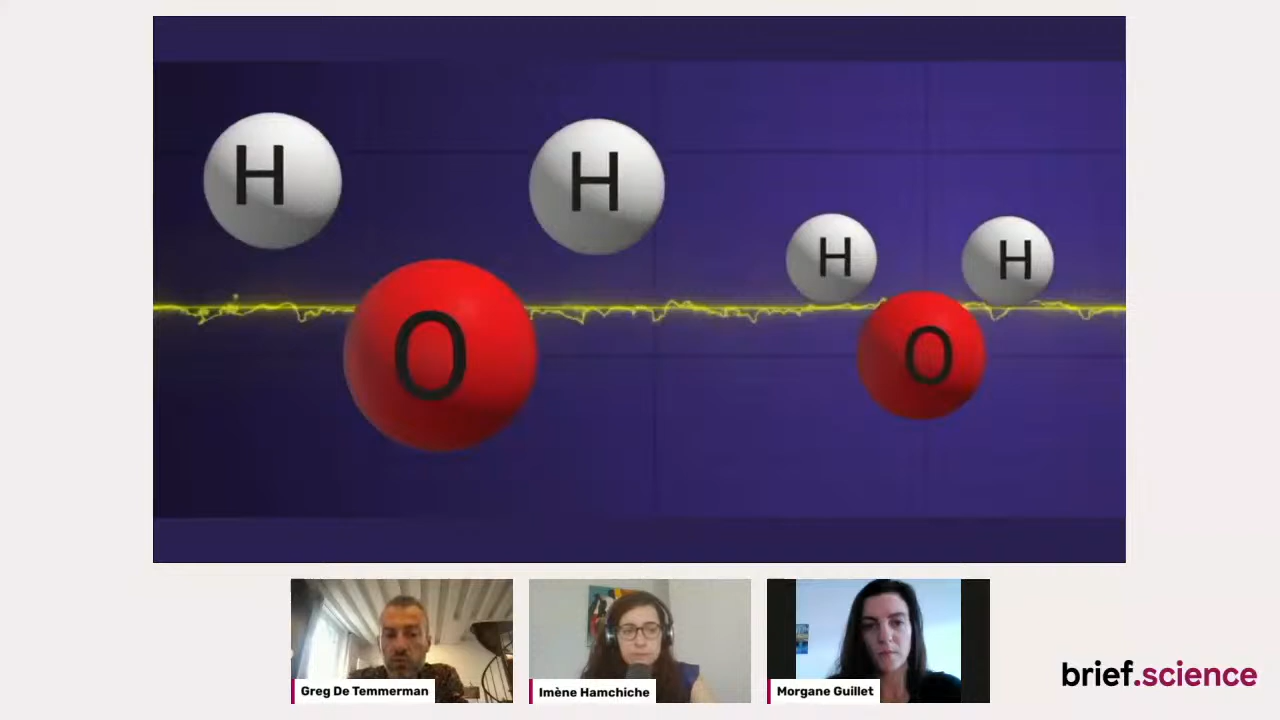 H
H
H
H
O
O
Greg De Temmerman
Imène Hamchiche
Morgane Guillet
brief.science